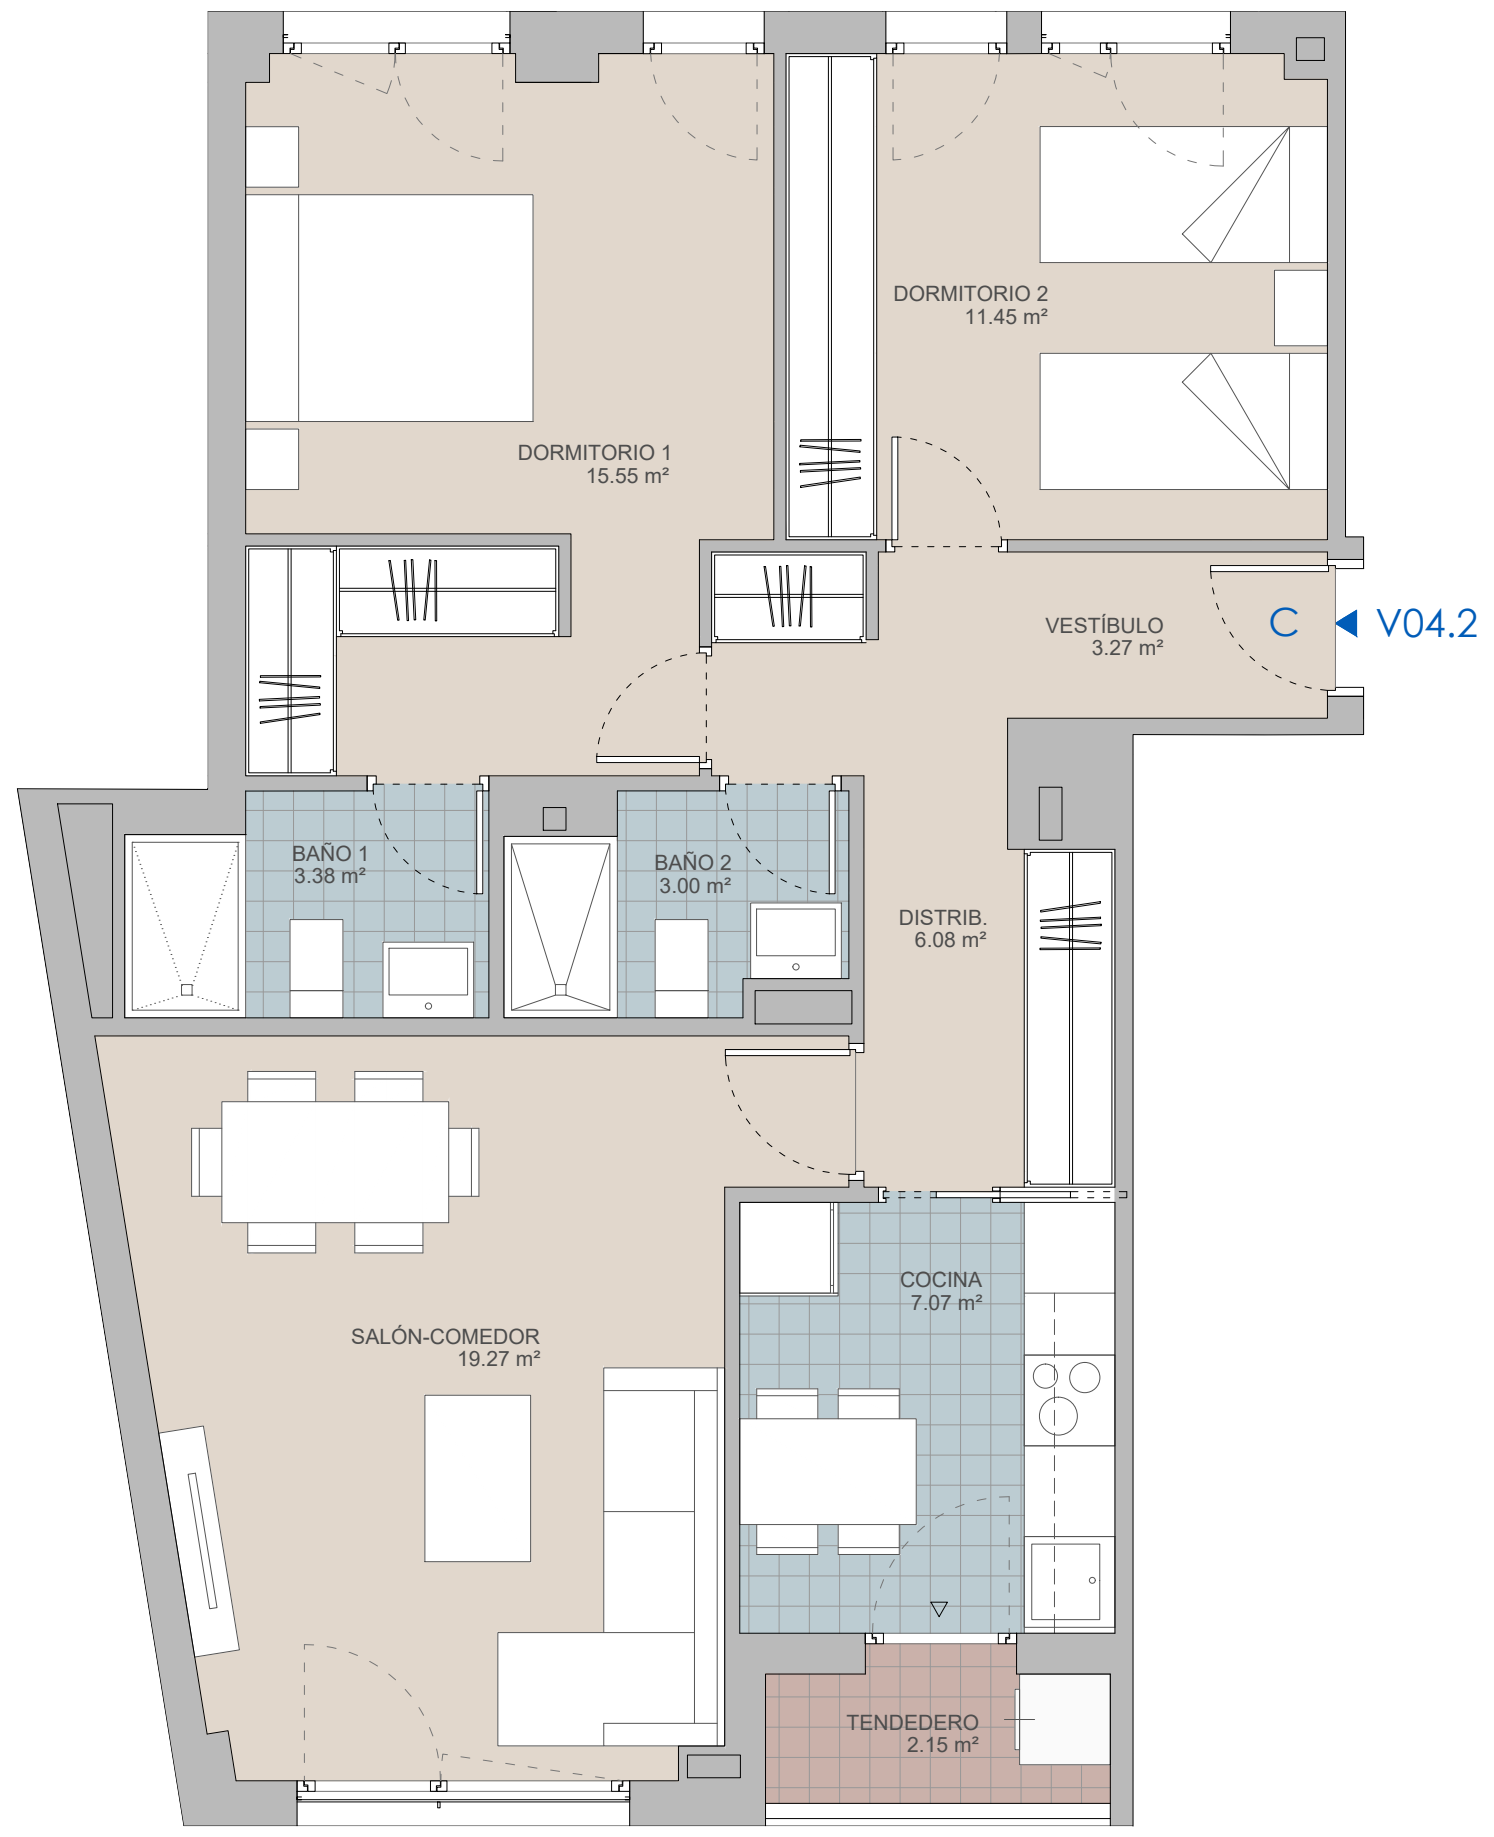 DORMITORIO 2
11.45 m²
DORMITORIO 1
15.55 m²
VESTÍBULO
3.27 m²
C
V04.2
BAÑO 1
3.38 m²
BAÑO 2
3.00 m²
DISTRIB.
6.08 m²
COCINA
7.07 m²
SALÓN-COMEDOR
19.27 m²
TENDEDERO
2.15 m²